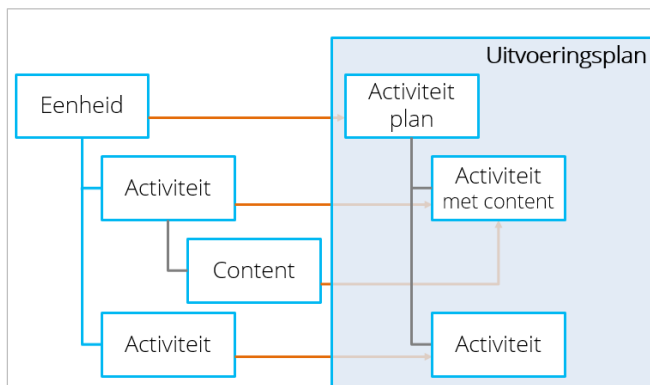 Uitvoeringsplan
Eenheid
Activiteit
plan
Activiteit
Activiteit
met content
Content
Activiteit
Activiteit